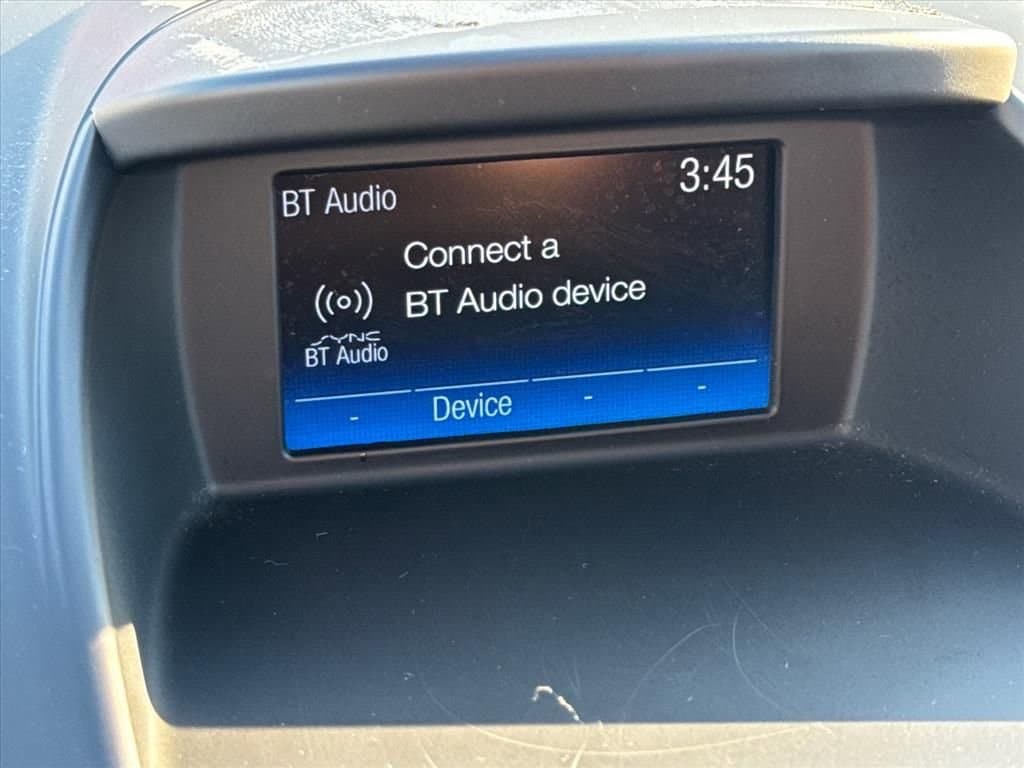 BT Audio
3:45
Connect a
BT Audio device
SYNC
BT Audio
- Device - -